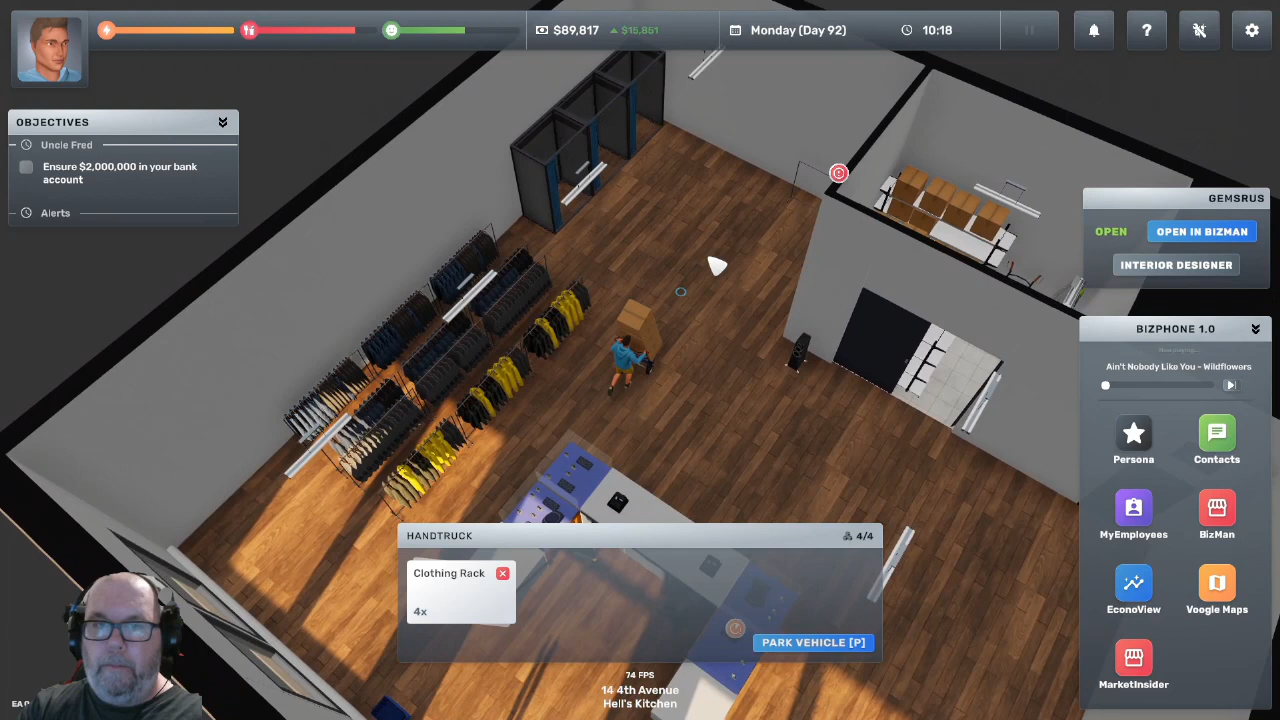 $89,817
$15,851
Monday (Day 92)
10:18
OBJECTIVES
Uncle Fred
Ensure $2,000,000 in your bank
account
Alerts
GEMSRUS
OPEN
OPEN IN BIZMAN
INTERIOR DESIGNER
BIZPHONE 1.0
Now playing...
Ain't Nobody Like You - Wildflowers
Persona
Contacts
MyEmployees
BizMan
EconoView
Voogle Maps
MarketInsider
HANDTRUCK
4/4
Clothing Rack
4x
PARK VEHICLE [P]
74 FPS
14 4th Avenue
Hell's Kitchen